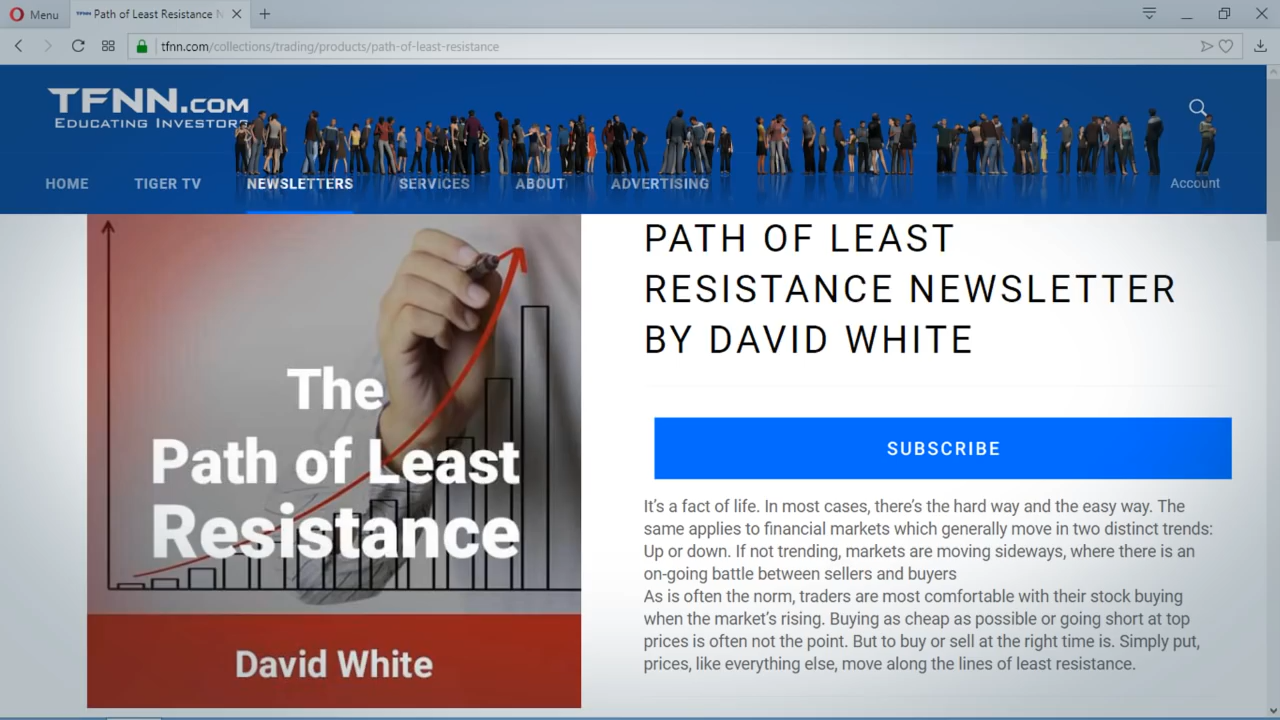 Menu
Path of Least Resistance N
tfnn.com/collections/trading/products/path-of-least-resistance
TFNN.COM
EDUCATING INVESTORS
HOME
TIGER TV
NEWSLETTERS
SERVICES
ABOUT
ADVERTISING
Account
The
Path of Least
Resistance
David White
PATH OF LEAST
RESISTANCE NEWSLETTER
BY DAVID WHITE
SUBSCRIBE
It's a fact of life. In most cases, there's the hard way and the easy way. The
same applies to financial markets which generally move in two distinct trends:
Up or down. If not trending, markets are moving sideways, where there is an
on-going battle between sellers and buyers
As is often the norm, traders are most comfortable with their stock buying
when the market's rising. Buying as cheap as possible or going short at top
prices is often not the point. But to buy or sell at the right time is. Simply put,
prices, like everything else, move along the lines of least resistance.